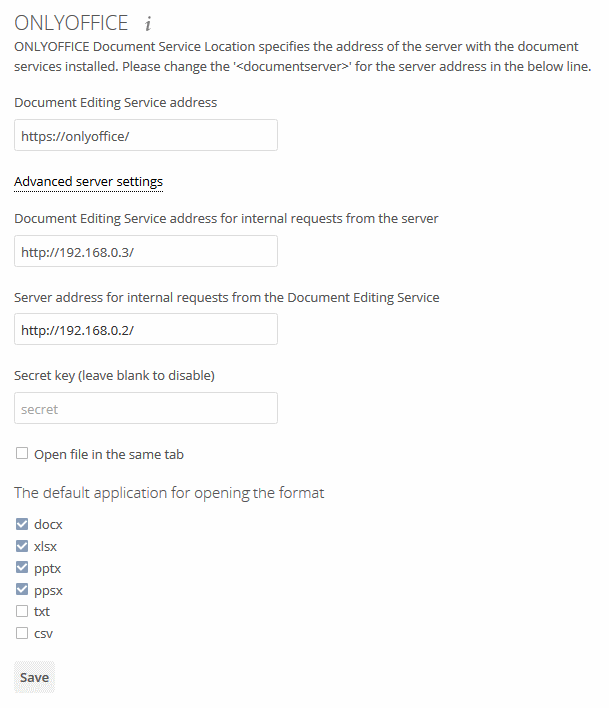 ONLYOFFICE i
ONLYOFFICE Document Service Location specifies the address of the server with the document
services installed. Please change the '<documentserver>' for the server address in the below line.
Document Editing Service address
https://onlyoffice/
Advanced server settings
Document Editing Service address for internal requests from the server
http://192.168.0.3/
Server address for internal requests from the Document Editing Service
http://192.168.0.2/
Secret key (leave blank to disable)
secret
Open file in the same tab
The default application for opening the format
docx
xlsx
pptx
ppsx
txt
csv
Save